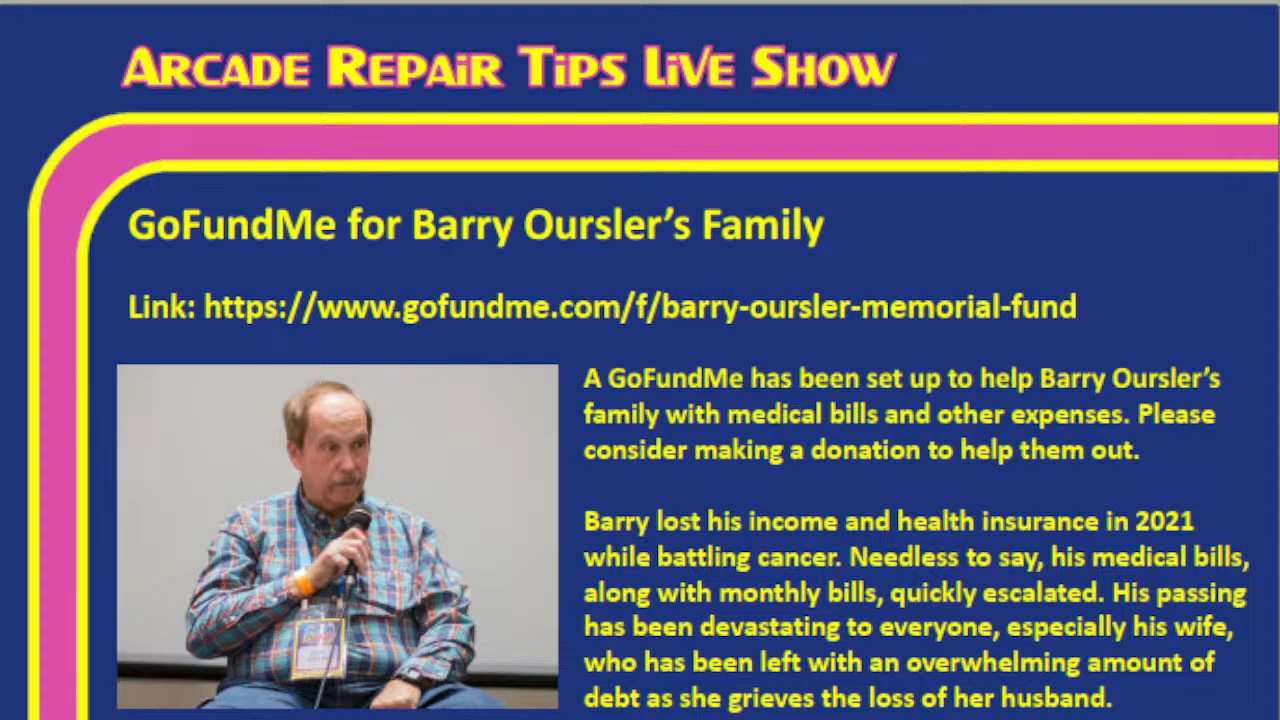 ARCADE REPAiR TiPS LiVE SHOW
GoFundMe for Barry Oursler’s Family
Link: https://www.gofundme.com/f/barry-oursler-memorial-fund
A GoFundMe has been set up to help Barry Oursler’s
family with medical bills and other expenses. Please
consider making a donation to help them out.
Barry lost his income and health insurance in 2021
while battling cancer. Needless to say, his medical bills,
along with monthly bills, quickly escalated. His passing
has been devastating to everyone, especially his wife,
who has been left with an overwhelming amount of
debt as she grieves the loss of her husband.